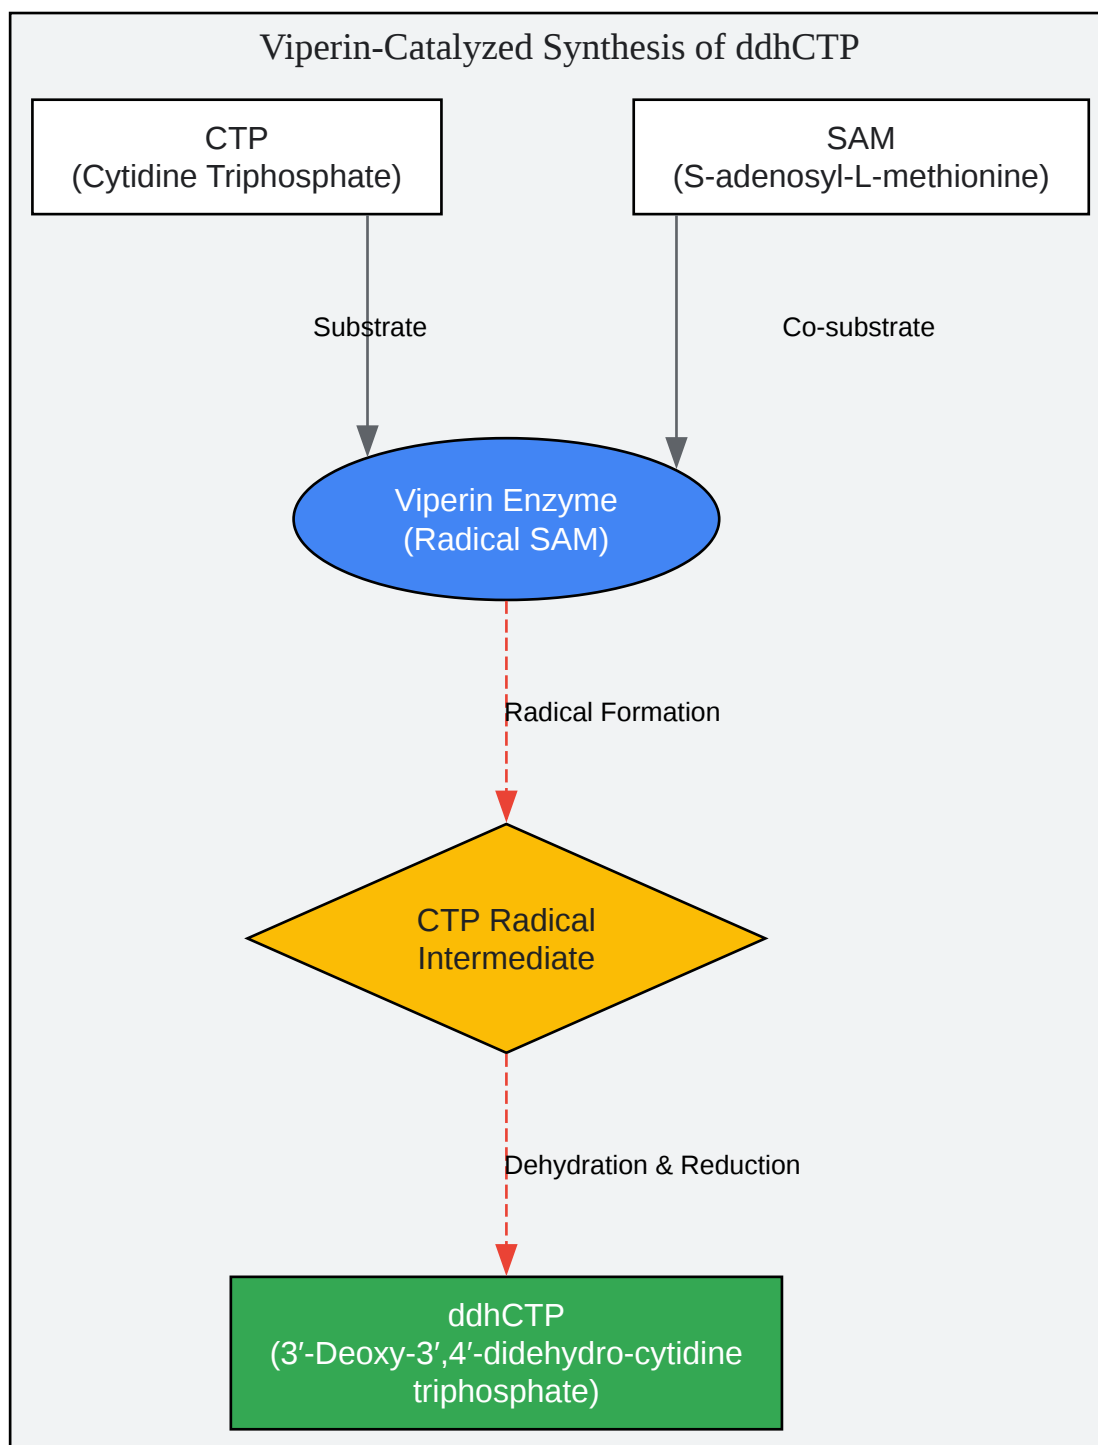 Viperin-Catalyzed Synthesis of ddhCTP
CTP
(Cytidine Triphosphate)
SAM
(S-adenosyl-L-methionine)
Substrate
Co-substrate
Viperin Enzyme
(Radical SAM)
Radical Formation
CTP Radical
Intermediate
Dehydration & Reduction
ddhCTP
(3′-Deoxy-3′,4′-didehydro-cytidine
triphosphate)